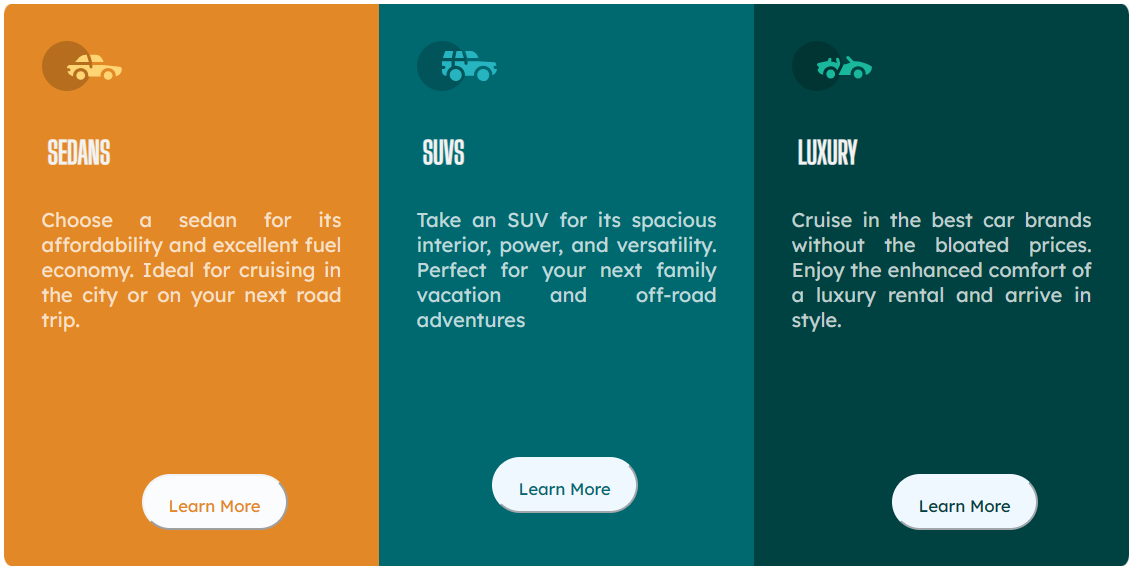 SEDANS
Choose a sedan for its
affordability and excellent fuel
economy. Ideal for cruising in
the city or on your next road
trip.
Learn More
SUVS
Take an SUV for its spacious
interior, power, and versatility.
Perfect for your next family
vacation and off-road
adventures
Learn More
LUXURY
Cruise in the best car brands
without the bloated prices.
Enjoy the enhanced comfort of
a luxury rental and arrive in
style.
Learn More